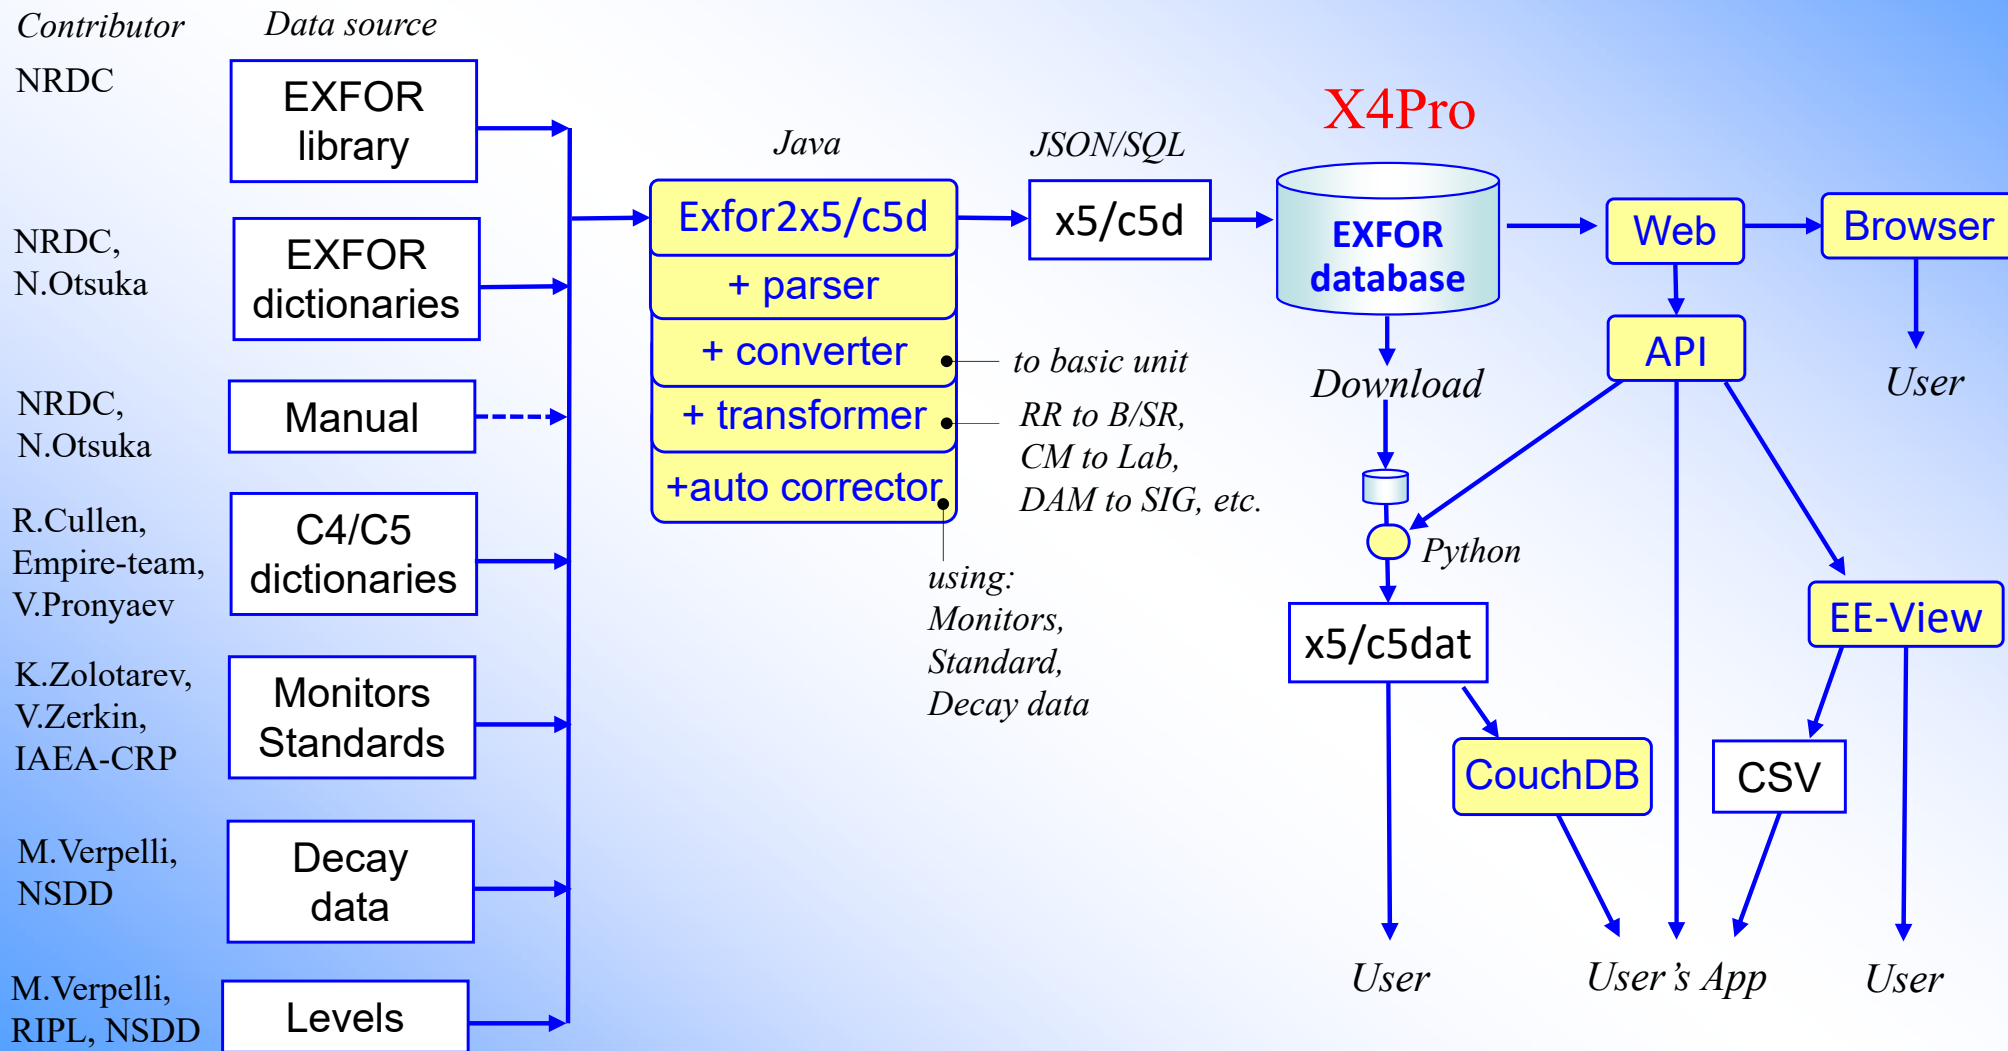 Contributor
Data source
NRDC
EXFOR
library
NRDC,
N.Otsuka
EXFOR
dictionaries
NRDC,
N.Otsuka
Manual
R.Cullen,
Empire-team,
V.Pronyaev
C4/C5
dictionaries
K.Zolotarev,
V.Zerkin,
IAEA-CRP
Monitors
Standards
M.Verpelli,
NSDD
Decay
data
M.Verpelli,
RIPL, NSDD
Levels
Java
Exfor2x5/c5d
+ parser
+ converter
+ transformer
+auto corrector
to basic unit
RR to B/SR,
CM to Lab,
DAM to SIG, etc.
using:
Monitors,
Standard,
Decay data
JSON/SQL
x5/c5d
X4Pro
EXFOR
database
Download
Python
x5/c5dat
CouchDB
User
Web
Browser
User
API
EE-View
CSV
User's App
User